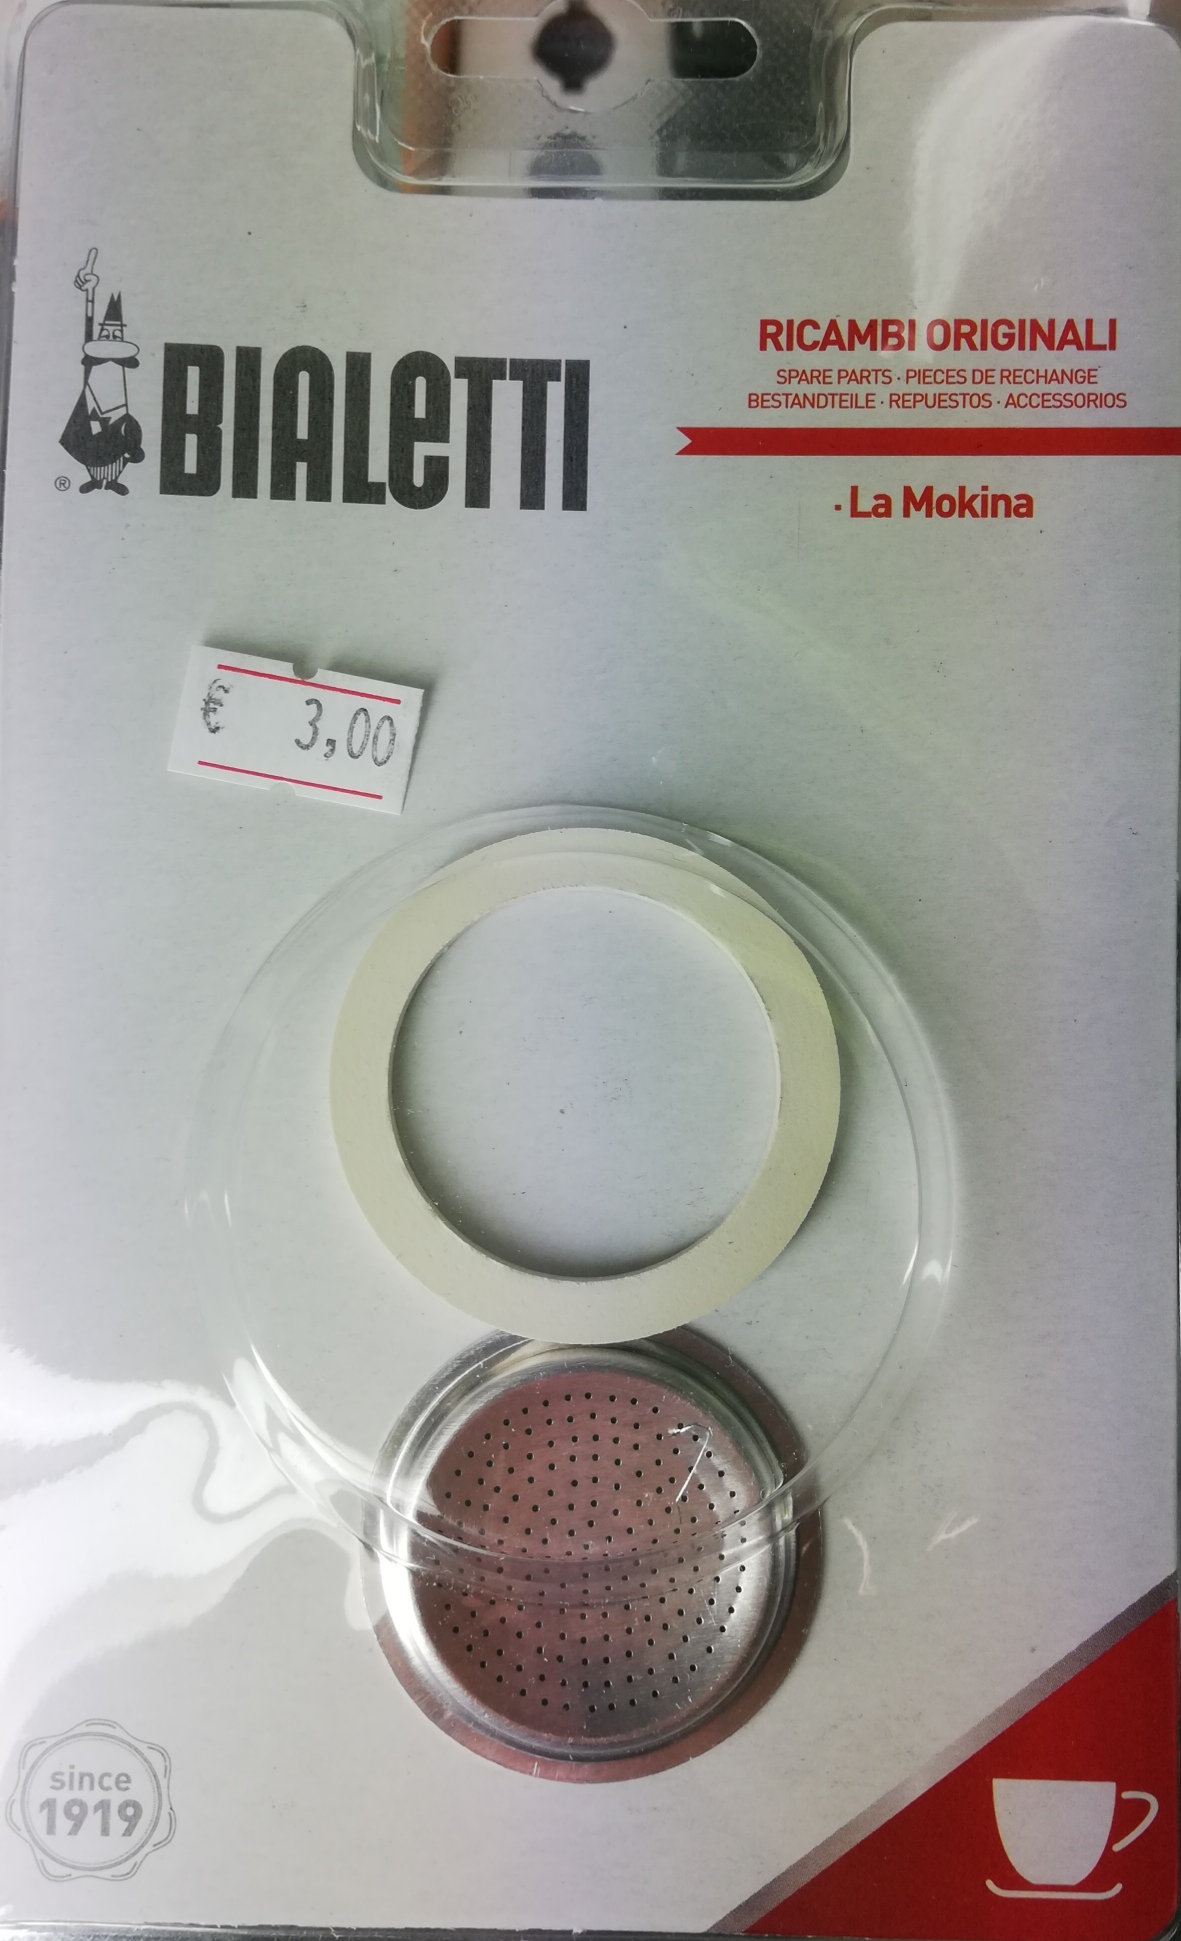 BIALETTI
®
RICAMBI ORIGINALI
SPARE PARTS · PIECES DE RECHANGE
BESTANDTEILE · REPUESTOS · ACCESSORIOS
· La Mokina
€ 3,00
since
1919